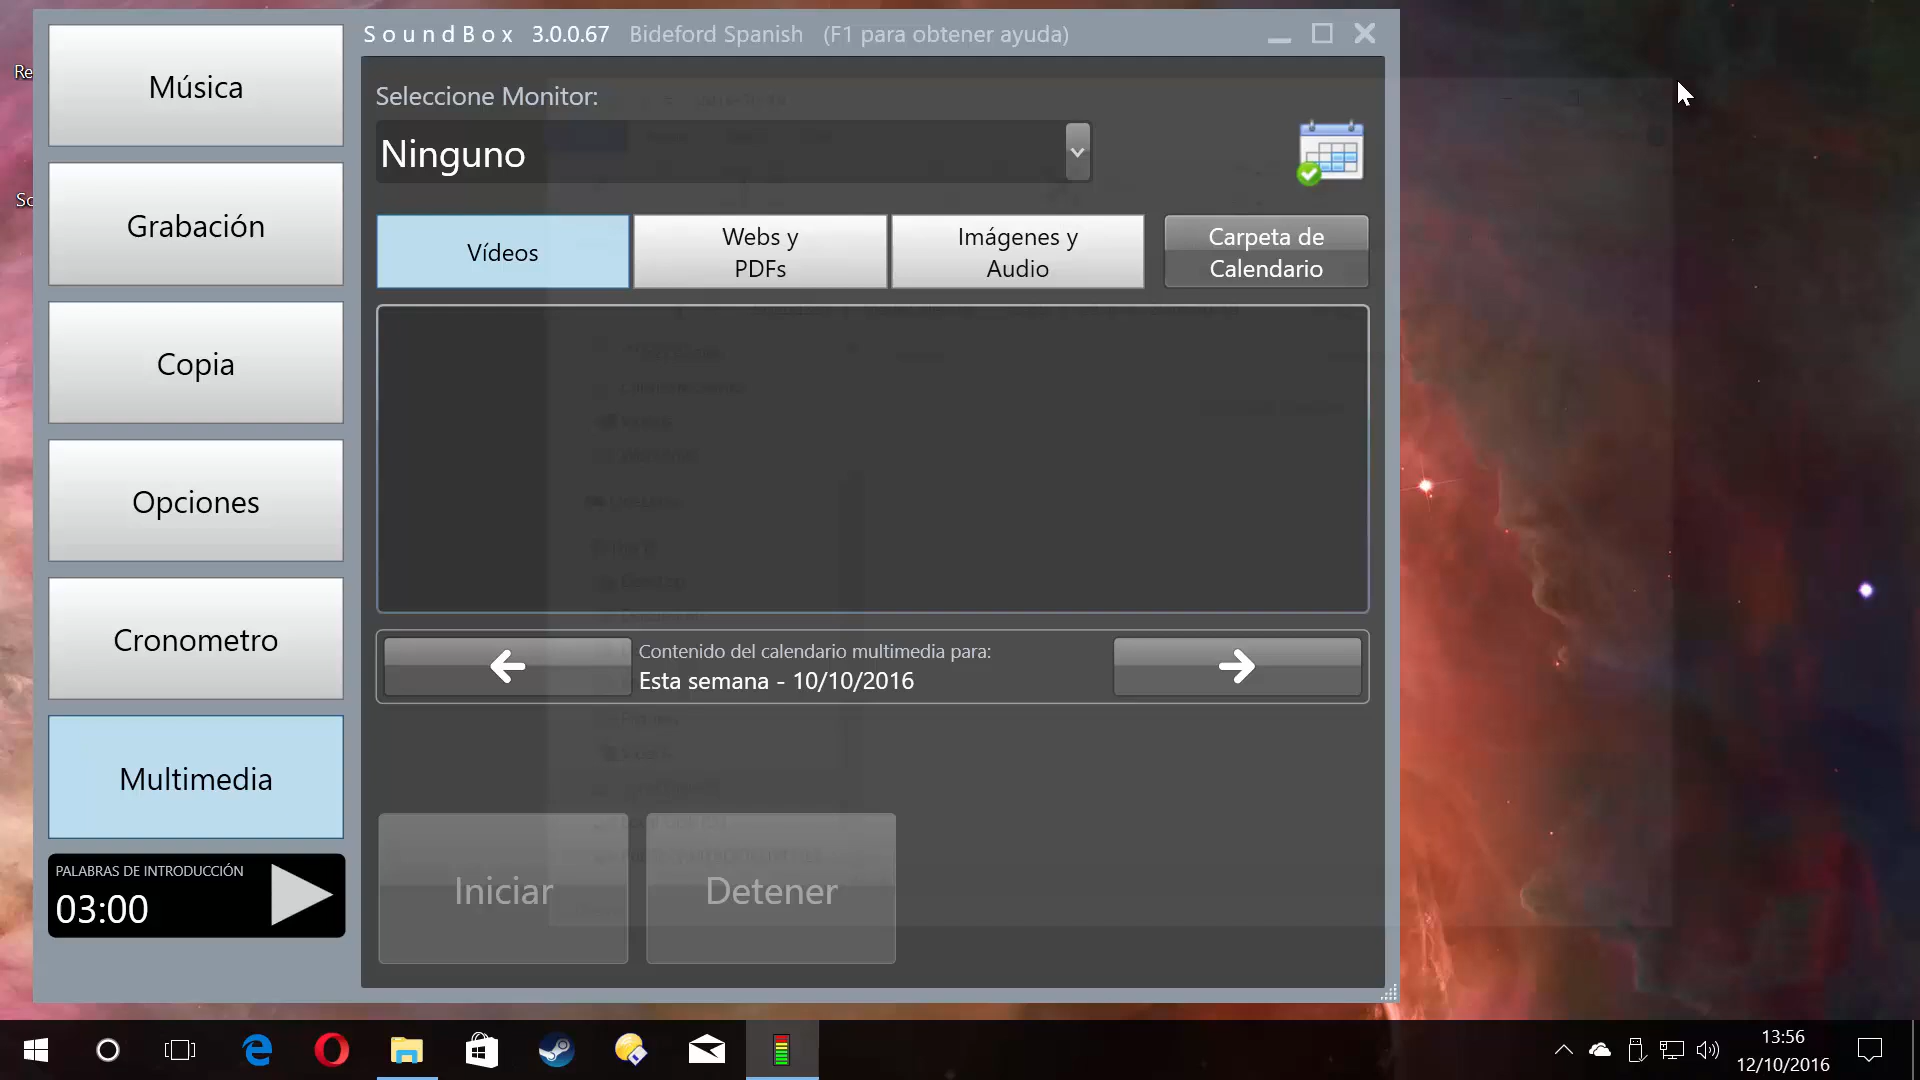 Re
Sc
SoundBox 3.0.0.67 Bideford Spanish (F1 para obtener ayuda)
Música
Grabación
Copia
Opciones
Cronometro
Multimedia
PALABRAS DE INTRODUCCIÓN
03:00
Seleccione Monitor:
Ninguno
Vídeos
Webs y
PDFs
Imágenes y
Audio
Carpeta de
Calendario
Contenido del calendario multimedia para:
Esta semana - 10/10/2016
Iniciar
Detener
13:56
12/10/2016